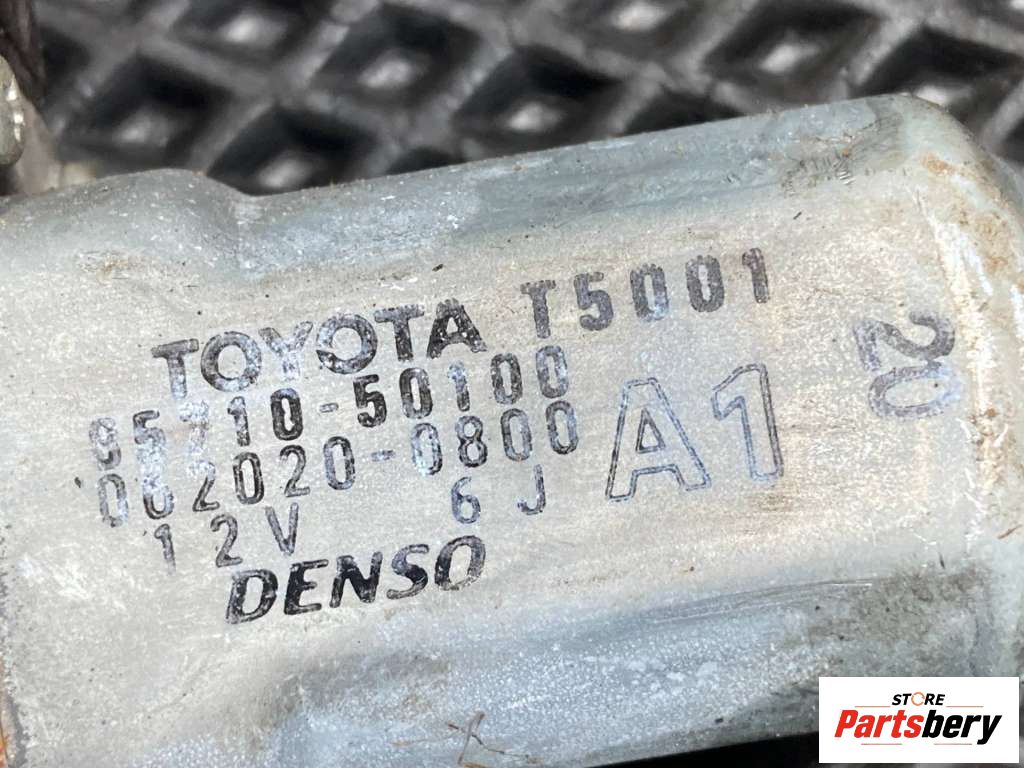 TOYOTA T5001
85710-50100
062020-0800
12V 6J
A1
20
DENSO
STORE
Partsbery